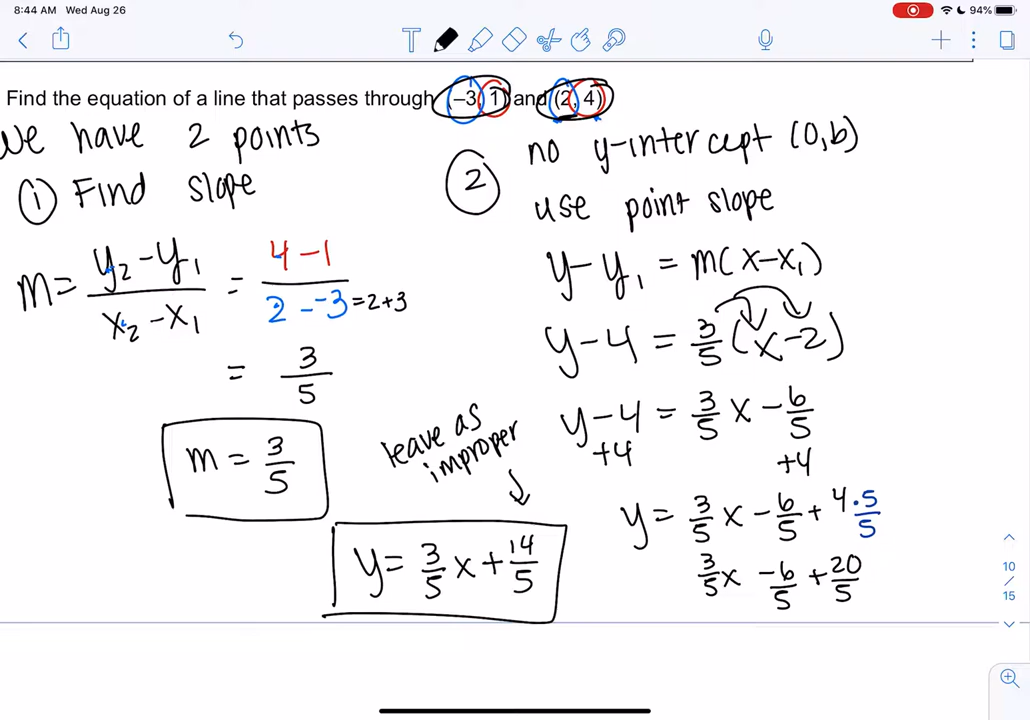 8:44 AM Wed Aug 26
94%
Find the equation of a line that passes through (–3, 1) and (2, 4)
We have 2 points
① Find slope
m = y₂ – y₁ / x₂ – x₁ = 4 – 1 / 2 – -3 = 2+3
= 3/5
m = 3/5
② no y-intercept (0,b)
use point slope
y – y₁ = m(x – x₁)
y – 4 = 3/5 (x – 2)
y – 4 = 3/5 x – 6/5
+4 +4
y = 3/5 x – 6/5 + 4 · 5/5
3/5 x – 6/5 + 20/5
leave as
improper
y = 3/5 x + 14/5
10
/
15